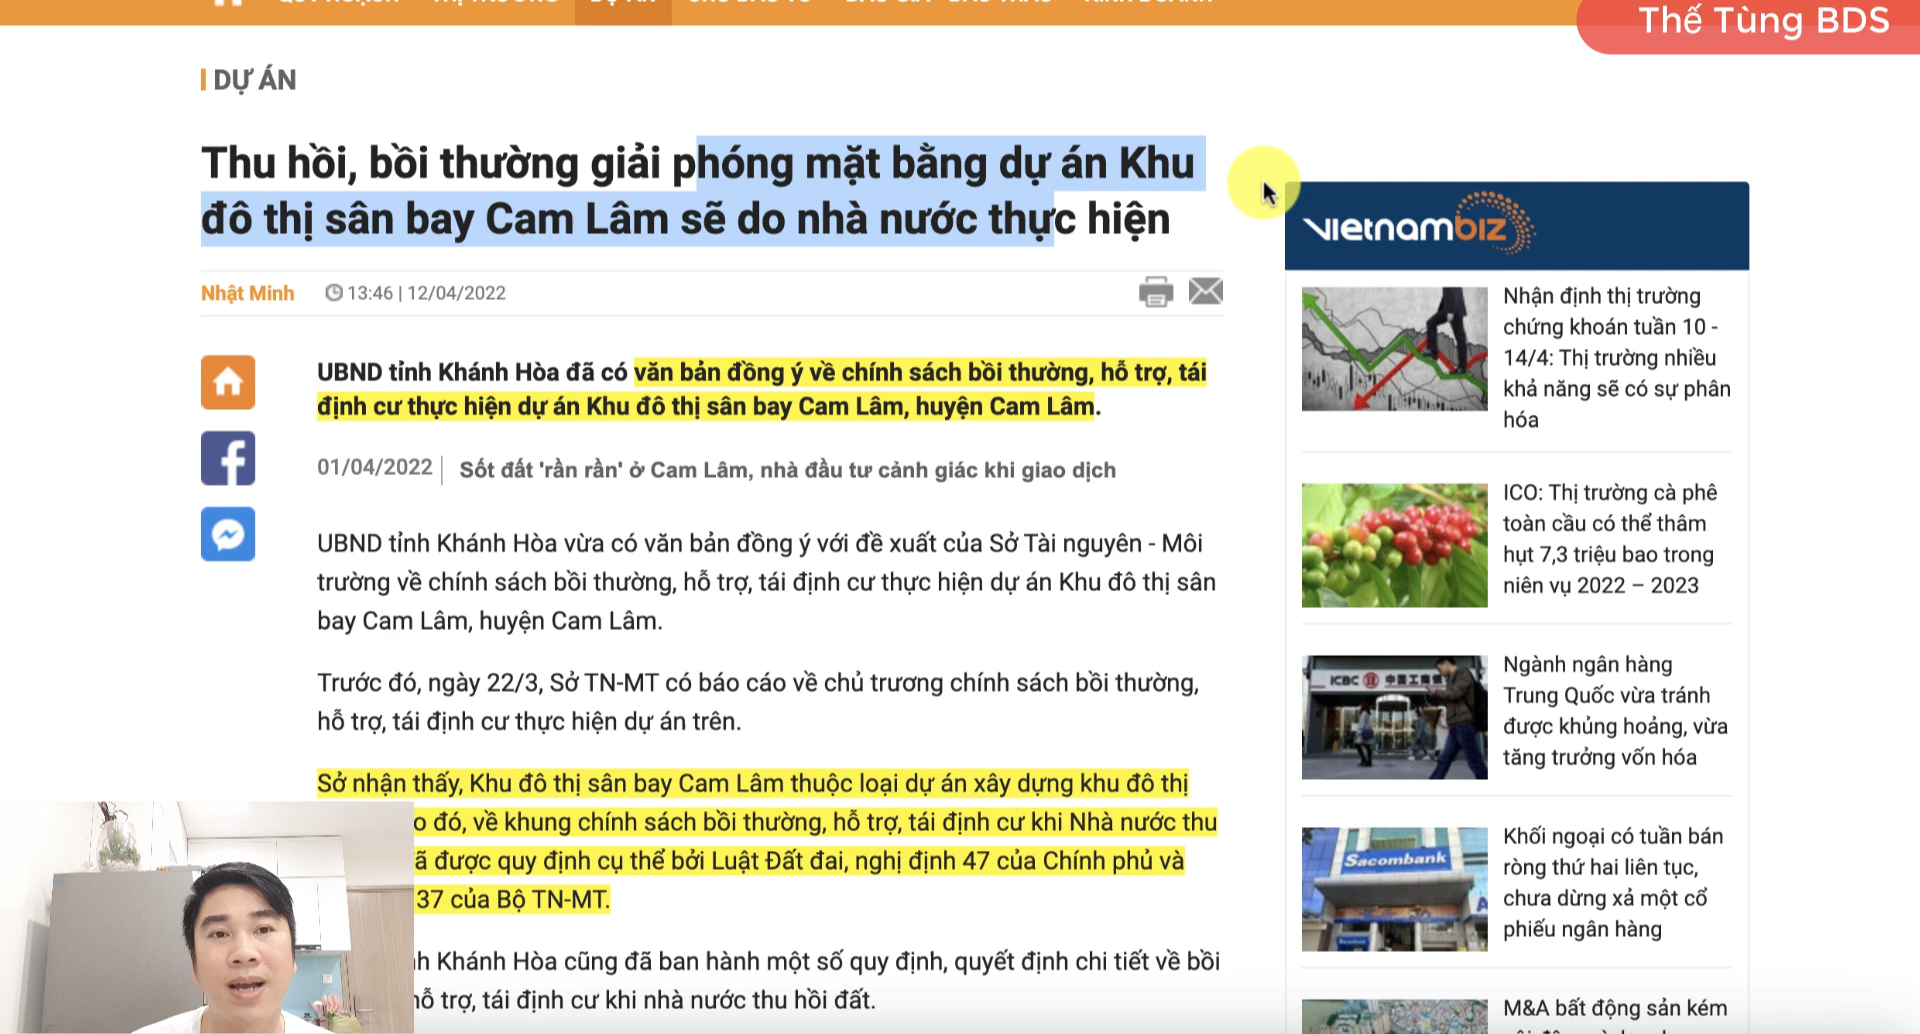 Thế Tùng BDS
DỰ ÁN
Thu hồi, bồi thường giải phóng mặt bằng dự án Khu
đô thị sân bay Cam Lâm sẽ do nhà nước thực hiện
Nhật Minh
13:46 | 12/04/2022
UBND tỉnh Khánh Hòa đã có văn bản đồng ý về chính sách bồi thường, hỗ trợ, tái
định cư thực hiện dự án Khu đô thị sân bay Cam Lâm, huyện Cam Lâm.
01/04/2022
Sốt đất 'rần rần' ở Cam Lâm, nhà đầu tư cảnh giác khi giao dịch
UBND tỉnh Khánh Hòa vừa có văn bản đồng ý với đề xuất của Sở Tài nguyên - Môi
trường về chính sách bồi thường, hỗ trợ, tái định cư thực hiện dự án Khu đô thị sân
bay Cam Lâm, huyện Cam Lâm.
Trước đó, ngày 22/3, Sở TN-MT có báo cáo về chủ trương chính sách bồi thường,
hỗ trợ, tái định cư thực hiện dự án trên.
Sở nhận thấy, Khu đô thị sân bay Cam Lâm thuộc loại dự án xây dựng khu đô thị
đó, về khung chính sách bồi thường, hỗ trợ, tái định cư khi Nhà nước thu
được quy định cụ thể bởi Luật Đất đai, nghị định 47 của Chính phủ và
37 của Bộ TN-MT.
Khánh Hòa cũng đã ban hành một số quy định, quyết định chi tiết về bồi
trợ, tái định cư khi nhà nước thu hồi đất.
vietnambiz
Nhận định thị trường
chứng khoán tuần 10 -
14/4: Thị trường nhiều
khả năng sẽ có sự phân
hóa
ICO: Thị trường cà phê
toàn cầu có thể thâm
hụt 7,3 triệu bao trong
niên vụ 2022 – 2023
ICBC 中国工商
Ngành ngân hàng
Trung Quốc vừa tránh
được khủng hoảng, vừa
tăng trưởng vốn hóa
Sacombank
Khối ngoại có tuần bán
ròng thứ hai liên tục,
chưa dừng xả một cổ
phiếu ngân hàng
M&A bất động sản kém